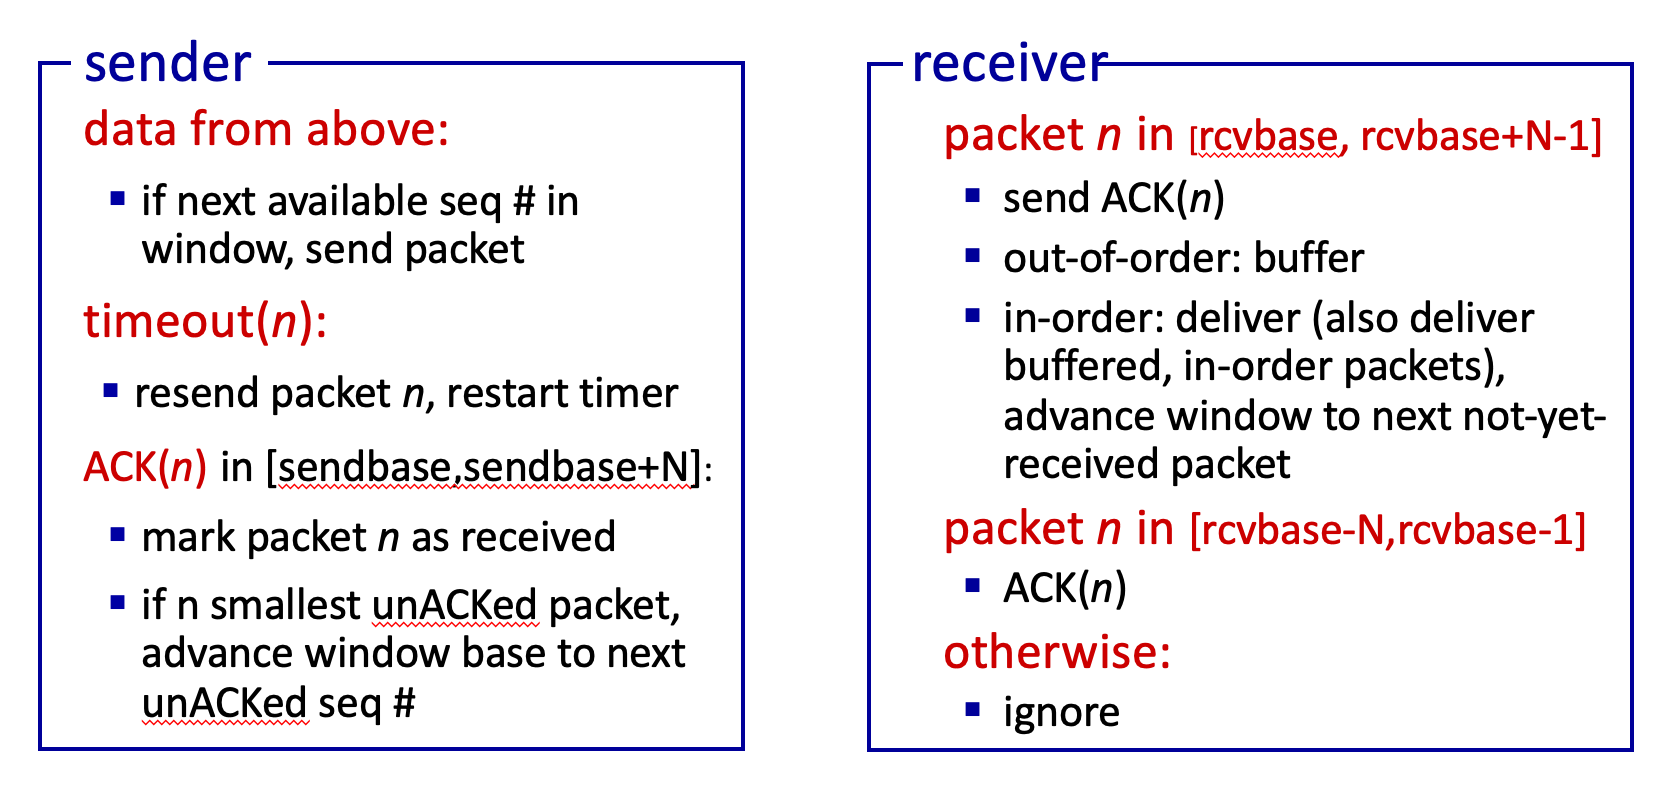 sender
data from above:
▪ if next available seq # in
window, send packet
timeout(n):
▪ resend packet n, restart timer
ACK(n) in [sendbase,sendbase+N]:
▪ mark packet n as received
▪ if n smallest unACKed packet,
advance window base to next
unACKed seq #
receiver
packet n in [rcvbase, rcvbase+N-1]
▪ send ACK(n)
▪ out-of-order: buffer
▪ in-order: deliver (also deliver
buffered, in-order packets),
advance window to next not-yet-
received packet
packet n in [rcvbase-N,rcvbase-1]
▪ ACK(n)
otherwise:
▪ ignore